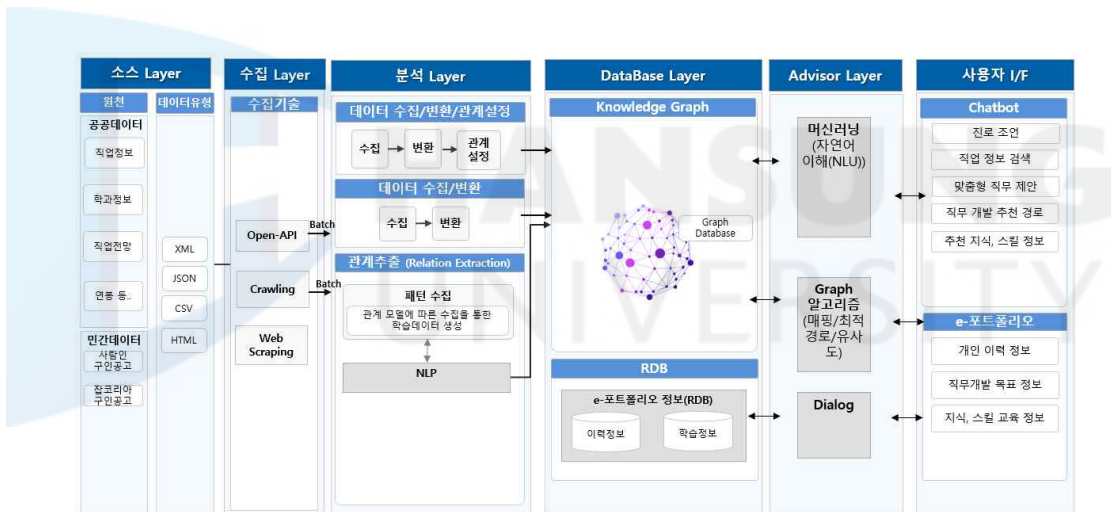 소스 Layer
원천
데이터유형
공공데이터
직업정보
학과정보
직업전망
연봉 등..
민간데이터
사람인
구인공고
잡코리아
구인공고
XML
JSON
CSV
HTML
수집 Layer
수집기술
Open-API
Crawling
Web
Scraping
Batch
Batch
분석 Layer
데이터 수집/변환/관계설정
수집
변환
관계
설정
데이터 수집/변환
수집
변환
관계추출 (Relation Extraction)
패턴 수집
관계 모델에 따른 수집을 통한
학습데이터 생성
NLP
DataBase Layer
Knowledge Graph
Graph
Database
RDB
e-포트폴리오 정보(RDB)
이력정보
학습정보
Advisor Layer
머신러닝
(자연어
이해(NLU))
Graph
알고리즘
(매핑/최적
경로/유사
도)
Dialog
사용자 I/F
Chatbot
진로 조언
직업 정보 검색
맞춤형 직무 제안
직무 개발 추천 경로
추천 지식, 스킬 정보
e-포트폴리오
개인 이력 정보
직무개발 목표 정보
지식, 스킬 교육 정보
HANSUNG
UNIVERSITY